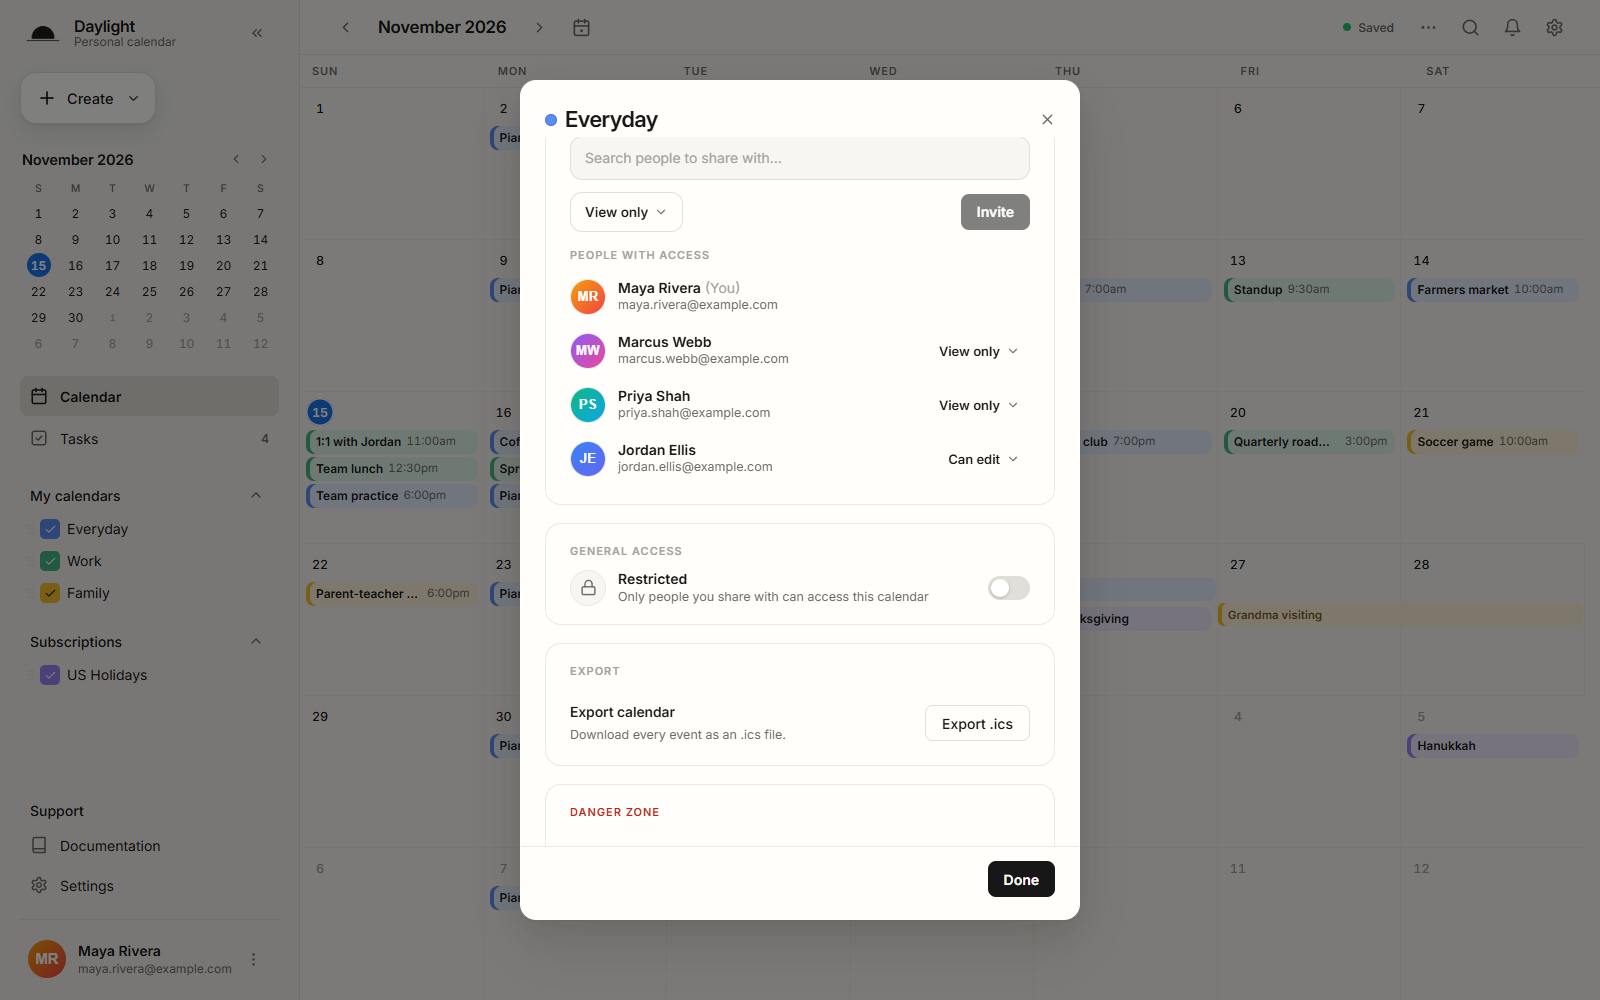 Daylight
Personal calendar
Create
November 2026
S M T W T F S
1 2 3 4 5 6 7
8 9 10 11 12 13 14
15 16 17 18 19 20 21
22 23 24 25 26 27 28
29 30 1 2 3 4 5
6 7 8 9 10 11 12
Calendar
Tasks 4
My calendars
Everyday
Work
Family
Subscriptions
US Holidays
Support
Documentation
Settings
MR
Maya Rivera
maya.rivera@example.com
November 2026
Saved
SUN MON TUE WED THU FRI SAT
1 2 6 7
Pian
8 9 13 14
Pian 7:00am Standup 9:30am Farmers market 10:00am
15 16 20 21
1:1 with Jordan 11:00am Cof club 7:00pm Quarterly road... 3:00pm Soccer game 10:00am
Team lunch 12:30pm Spr
Team practice 6:00pm Pian
22 23 27 28
Parent-teacher ... 6:00pm Pian
ksgiving Grandma visiting
29 30 4 5
Pian Hanukkah
6 7 11 12
Pian
Everyday
Search people to share with...
View only
Invite
PEOPLE WITH ACCESS
MR
Maya Rivera (You)
maya.rivera@example.com
MW
Marcus Webb
marcus.webb@example.com
View only
PS
Priya Shah
priya.shah@example.com
View only
JE
Jordan Ellis
jordan.ellis@example.com
Can edit
GENERAL ACCESS
Restricted
Only people you share with can access this calendar
EXPORT
Export calendar
Download every event as an .ics file.
Export .ics
DANGER ZONE
Done